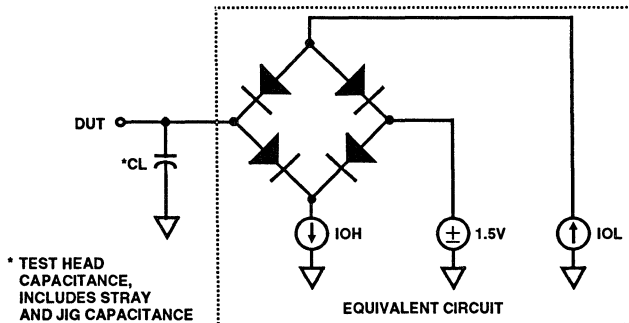 DUT
*CL
IOH
± 1.5V
IOL
* TEST HEAD
CAPACITANCE,
INCLUDES STRAY
AND JIG CAPACITANCE
EQUIVALENT CIRCUIT